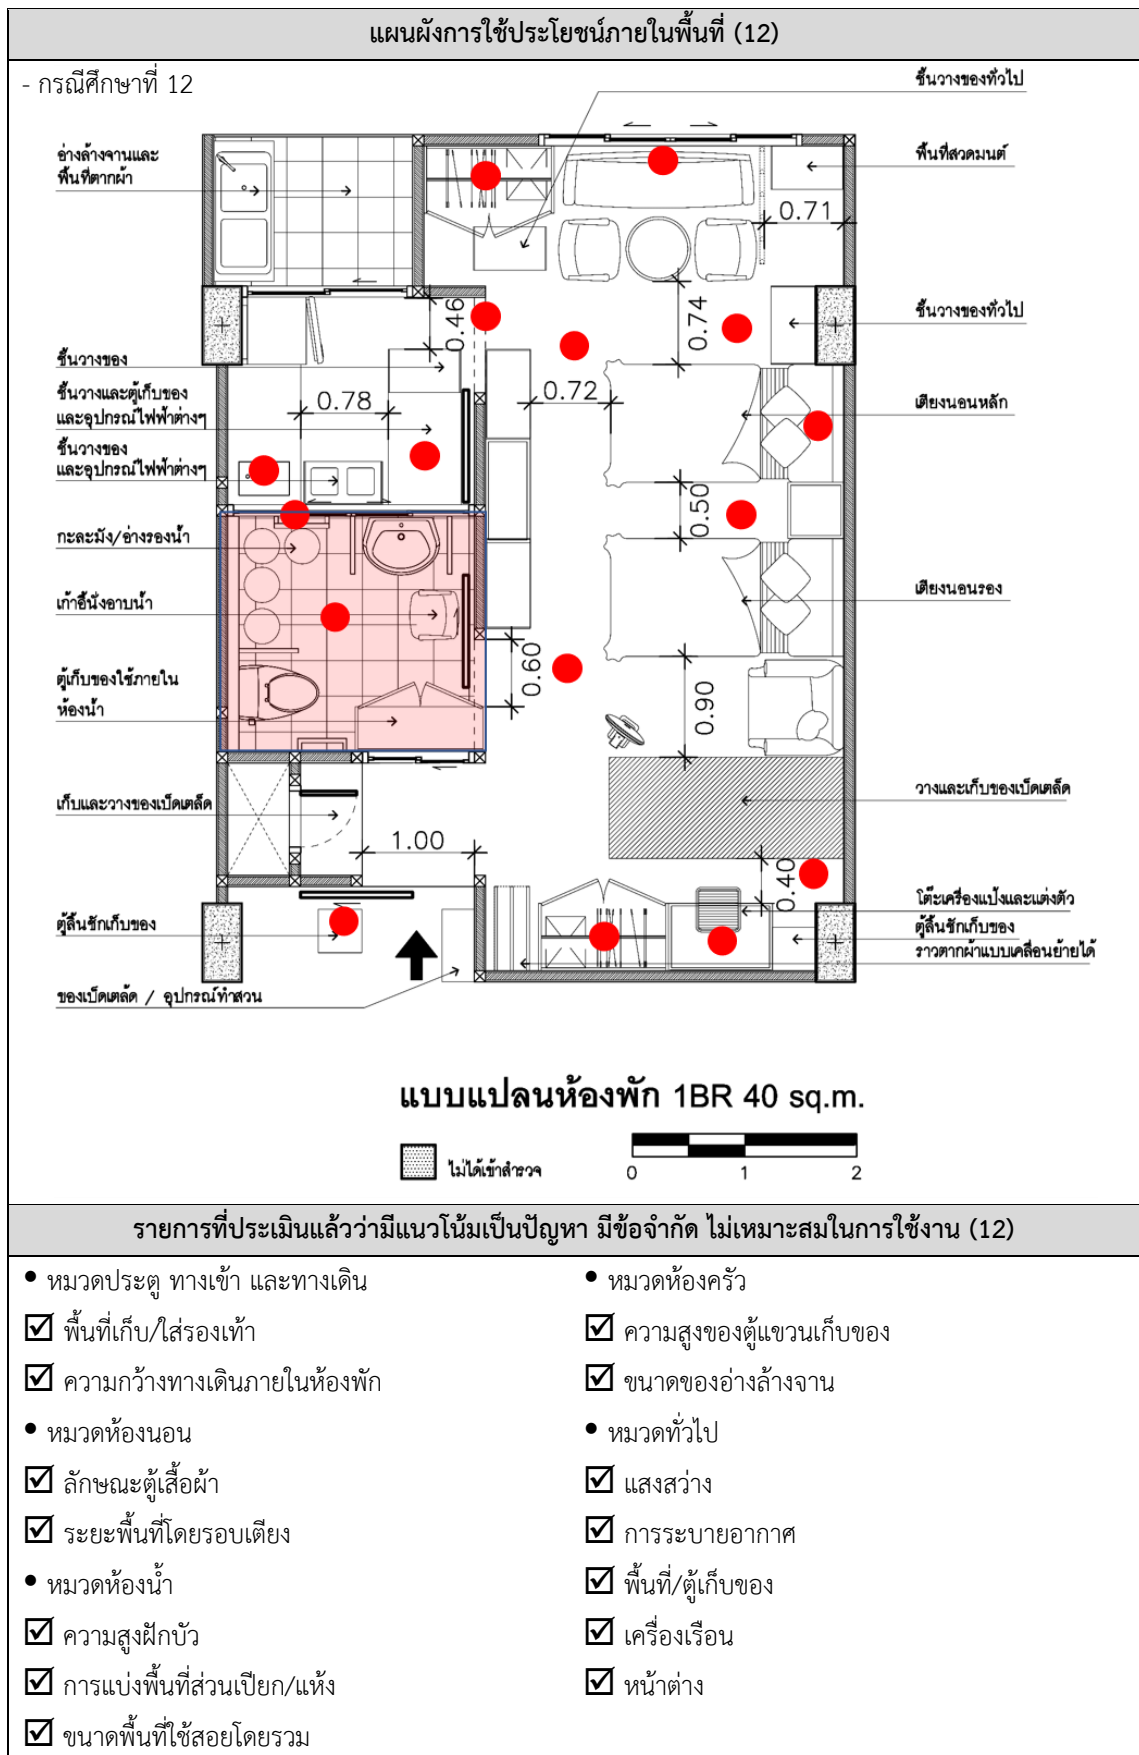 แผนผังการใช้ประโยชน์ภายในพื้นที่ (12)
- กรณีศึกษาที่ 12
ชั้นวางของทั่วไป
อ่างล้างจานและ
พื้นที่ตากผ้า
พื้นที่สวดมนต์
0.71
0.46
0.74
ชั้นวางของทั่วไป
ชั้นวางของ
ชั้นวางและตู้เก็บของ
และอุปกรณ์ไฟฟ้าต่างๆ
0.78
0.72
เตียงนอนหลัก
ชั้นวางของ
และอุปกรณ์ไฟฟ้าต่างๆ
0.50
กะละมัง/อ่างรองน้ำ
เก้าอี้นั่งอาบน้ำ
เตียงนอนรอง
0.60
0.90
ตู้เก็บของใช้ภายใน
ห้องน้ำ
เก็บและวางของเบ็ดเตล็ด
วางและเก็บของเบ็ดเตล็ด
1.00
0.40
โต๊ะเครื่องแป้งและแต่งตัว
ตู้ลิ้นชักเก็บของ
ตู้ลิ้นชักเก็บของ
ราวตากผ้าแบบเคลื่อนย้ายได้
ของเบ็ดเตล็ด / อุปกรณ์ทำสวน
แบบแปลนห้องพัก 1BR 40 sq.m.
ไม่ได้เข้าสำรวจ
0 1 2
รายการที่ประเมินแล้วว่ามีแนวโน้มเป็นปัญหา มีข้อจำกัด ไม่เหมาะสมในการใช้งาน (12)
• หมวดประตู ทางเข้า และทางเดิน
☑ พื้นที่เก็บ/ใส่รองเท้า
☑ ความกว้างทางเดินภายในห้องพัก
• หมวดห้องนอน
☑ ลักษณะตู้เสื้อผ้า
☑ ระยะพื้นที่โดยรอบเตียง
• หมวดห้องน้ำ
☑ ความสูงฝักบัว
☑ การแบ่งพื้นที่ส่วนเปียก/แห้ง
☑ ขนาดพื้นที่ใช้สอยโดยรวม
• หมวดห้องครัว
☑ ความสูงของตู้แขวนเก็บของ
☑ ขนาดของอ่างล้างจาน
• หมวดทั่วไป
☑ แสงสว่าง
☑ การระบายอากาศ
☑ พื้นที่/ตู้เก็บของ
☑ เครื่องเรือน
☑ หน้าต่าง